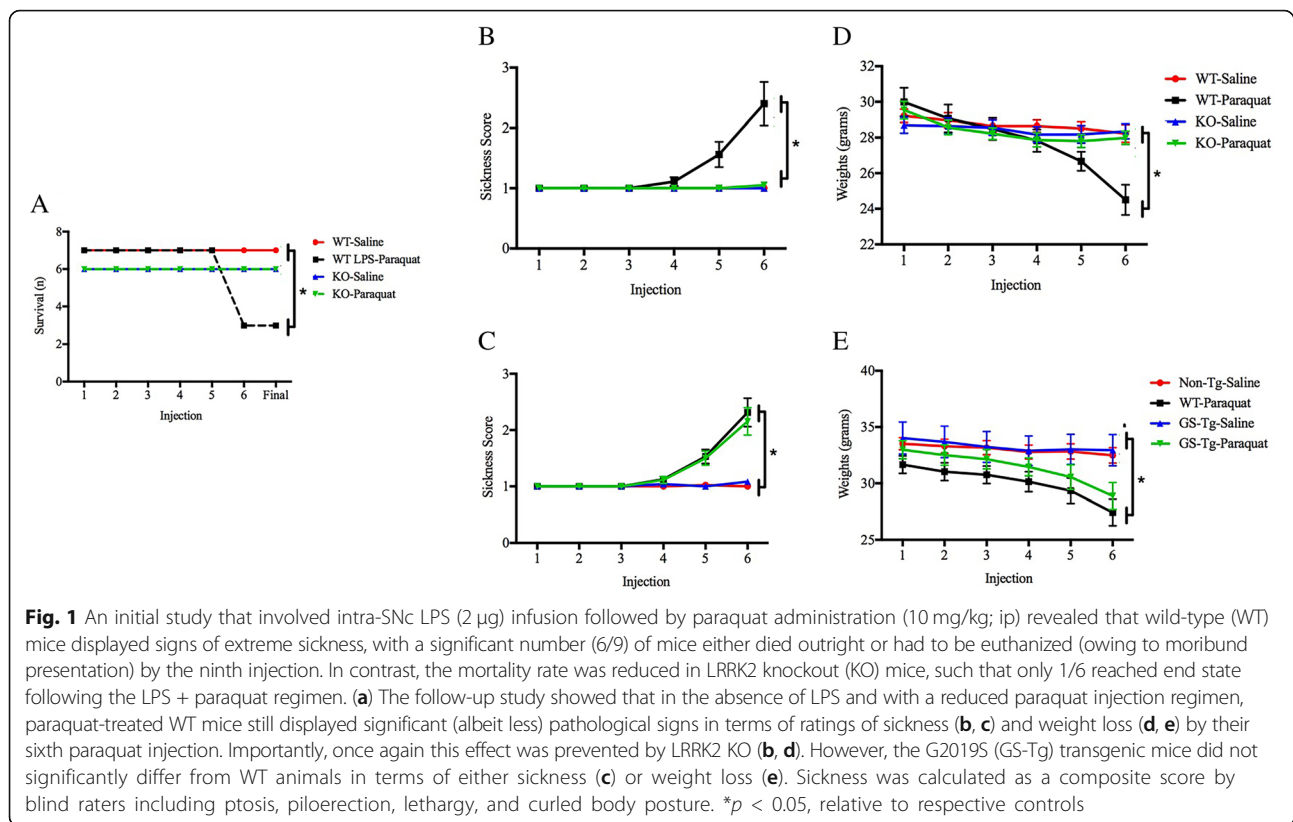 A
Survival (n)
8
6
4
2
0
1 2 3 4 5 6 Final
Injection
*
WT-Saline
WT LPS-Paraquat
KO-Saline
KO-Paraquat
B
Sickness Score
3
2
1
0
1 2 3 4 5 6
Injection
*
C
Sickness Score
3
2
1
0
1 2 3 4 5 6
Injection
*
D
Weights (grams)
32
30
28
26
24
22
1 2 3 4 5 6
Injection
*
WT-Saline
WT-Paraquat
KO-Saline
KO-Paraquat
E
Weights (grams)
40
35
30
25
1 2 3 4 5 6
Injection
*
Non-Tg-Saline
WT-Paraquat
GS-Tg-Saline
GS-Tg-Paraquat
Fig. 1 An initial study that involved intra-SNc LPS (2 μg) infusion followed by paraquat administration (10 mg/kg; ip) revealed that wild-type (WT)
mice displayed signs of extreme sickness, with a significant number (6/9) of mice either died outright or had to be euthanized (owing to moribund
presentation) by the ninth injection. In contrast, the mortality rate was reduced in LRRK2 knockout (KO) mice, such that only 1/6 reached end state
following the LPS + paraquat regimen. (a) The follow-up study showed that in the absence of LPS and with a reduced paraquat injection regimen,
paraquat-treated WT mice still displayed significant (albeit less) pathological signs in terms of ratings of sickness (b, c) and weight loss (d, e) by their
sixth paraquat injection. Importantly, once again this effect was prevented by LRRK2 KO (b, d). However, the G2019S (GS-Tg) transgenic mice did not
significantly differ from WT animals in terms of either sickness (c) or weight loss (e). Sickness was calculated as a composite score by
blind raters including ptosis, piloerection, lethargy, and curled body posture. *p < 0.05, relative to respective controls